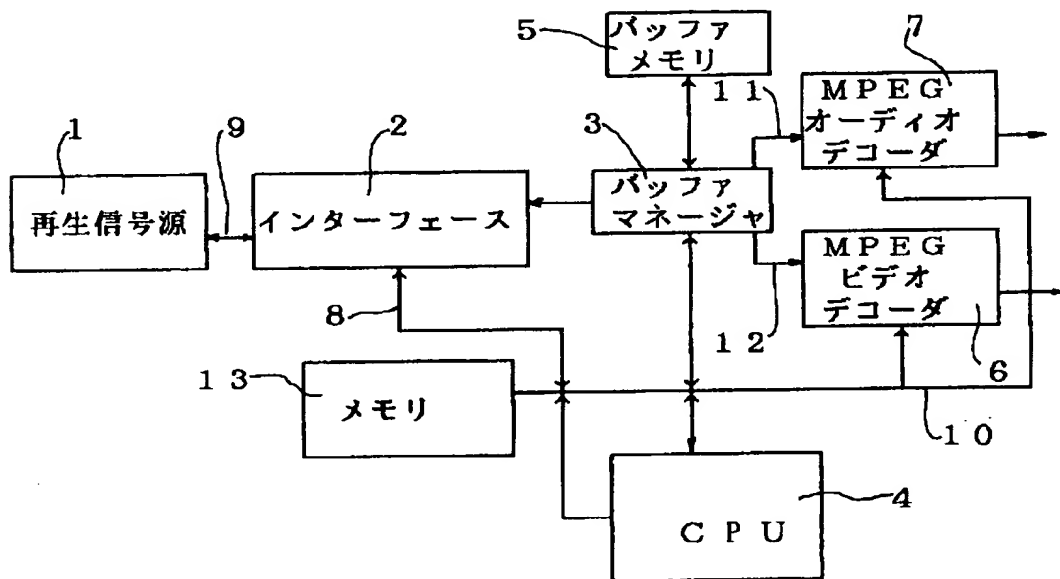 5
バッファ
メモリ
7
MPEG
オーディオ
デコーダ
11
1
9
2
3
再生信号源
インターフェース
バッファ
マネージャ
MPEG
ビデオ
デコーダ
8
12
6
13
メモリ
10
4
CPU